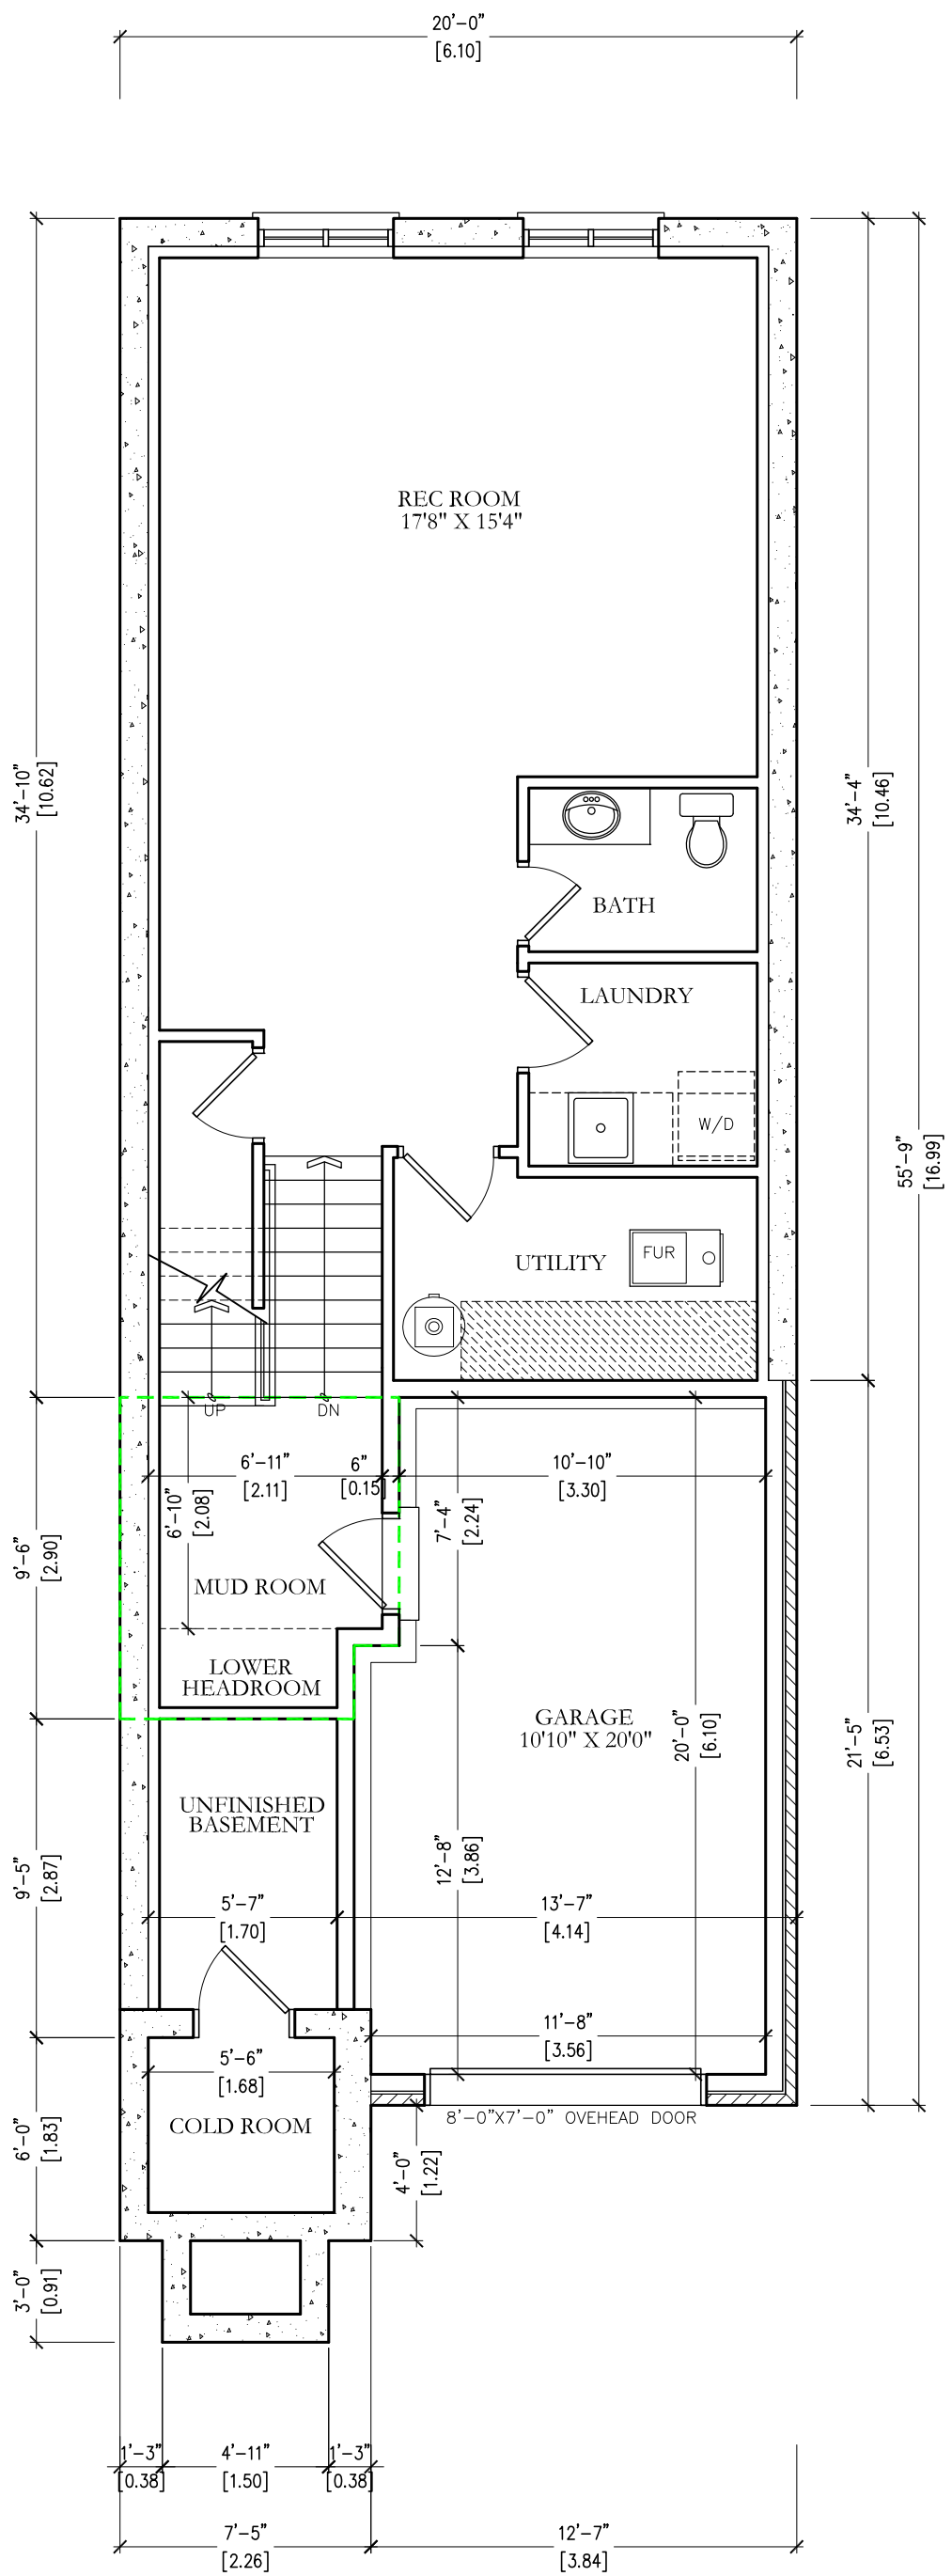 20'-0"
[6.10]
34'-10"
[10.62]
34'-4"
[10.46]
55'-9"
[16.99]
REC ROOM
17'8" X 15'4"
BATH
LAUNDRY
W/D
UTILITY
FUR
UP
DN
6'-11"
[2.11]
6"
[0.15]
10'-10"
[3.30]
6'-10"
[2.08]
7'-4"
[2.24]
9'-6"
[2.90]
MUD ROOM
LOWER
HEADROOM
GARAGE
10'10" X 20'0"
20'-0"
[6.10]
21'-5"
[6.53]
UNFINISHED
BASEMENT
12'-8"
[3.86]
9'-5"
[2.87]
5'-7"
[1.70]
13'-7"
[4.14]
11'-8"
[3.56]
5'-6"
[1.68]
COLD ROOM
8'-0"X7'-0" OVEHEAD DOOR
6'-0"
[1.83]
4'-0"
[1.22]
3'-0"
[0.91]
1'-3"
[0.38]
4'-11"
[1.50]
1'-3"
[0.38]
7'-5"
[2.26]
12'-7"
[3.84]